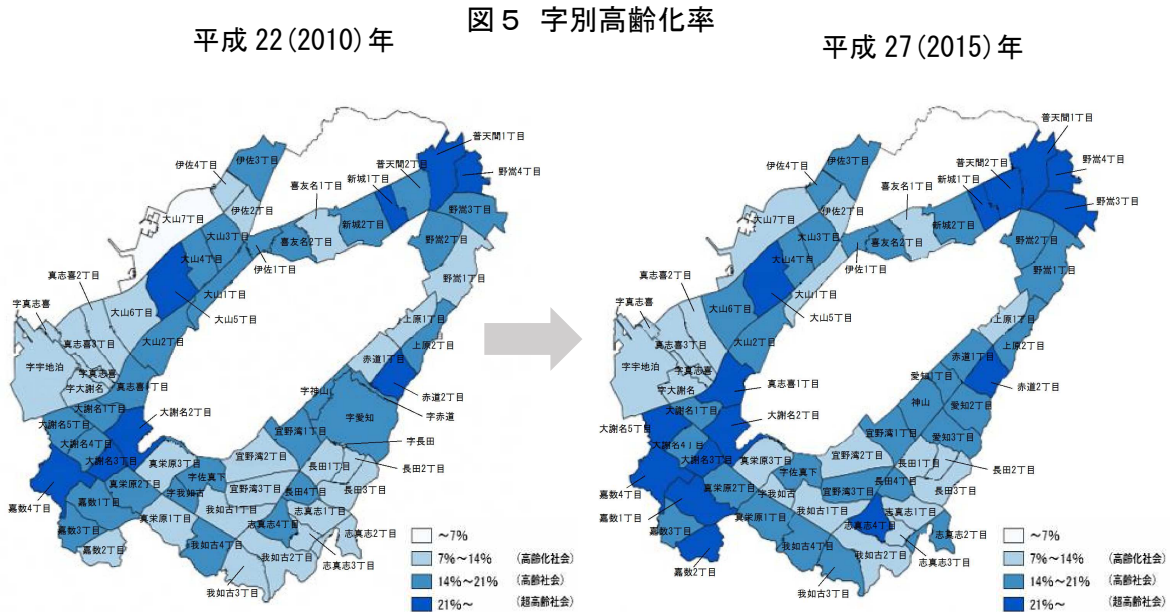 図５ 字別高齢化率
平成 22(2010)年
伊佐4丁目
伊佐3丁目
普天間1丁目
普天間2丁目
新城1丁目
野嵩4丁目
喜友名1丁目
大山7丁目
伊佐2丁目
野嵩3丁目
新城2丁目
大山3丁目
喜友名2丁目
野嵩2丁目
大山4丁目
伊佐1丁目
野嵩1丁目
真志喜2丁目
大山1丁目
字真志喜
大山6丁目
大山5丁目
上原1丁目
真志喜3丁目
大山2丁目
上原2丁目
赤道1丁目
字宇地泊
字真志喜
字大謝名
真志喜4丁目
字神山
赤道2丁目
大謝名1丁目
大謝名2丁目
字赤道
字愛知
大謝名5丁目
宜野湾1丁目
大謝名4丁目
字長田
大謝名3丁目
真栄原3丁目
宜野湾2丁目
長田1丁目
長田2丁目
字佐真下
真栄原2丁目
宜野湾3丁目
長田4丁目
長田3丁目
字我如古
嘉数4丁目
嘉数1丁目
我如古1丁目
志真志1丁目
真栄原1丁目
志真志4丁目
嘉数3丁目
我如古4丁目
志真志2丁目
嘉数2丁目
我如古2丁目
志真志3丁目
我如古3丁目
～7%
7%～14% (高齢化社会)
14%～21% (高齢社会)
21%～ (超高齢社会)
平成 27(2015)年
普天間1丁目
伊佐4丁目
伊佐3丁目
普天間2丁目
野嵩4丁目
新城1丁目
喜友名1丁目
野嵩3丁目
大山7丁目
伊佐2丁目
新城2丁目
大山3丁目
野嵩2丁目
喜友名2丁目
大山4丁目
伊佐1丁目
野嵩1丁目
真志喜2丁目
大山1丁目
字真志喜
大山6丁目
大山5丁目
上原1丁目
大山2丁目
真志喜3丁目
赤道1丁目
字宇地泊
字真志喜
愛知1丁目
赤道2丁目
字大謝名
真志喜1丁目
神山
愛知2丁目
大謝名1丁目
大謝名2丁目
大謝名5丁目
宜野湾1丁目
愛知3丁目
大謝名4丁目
大謝名3丁目
真栄原3丁目
宜野湾2丁目
長田1丁目
長田2丁目
字佐真下
長田4丁目
真栄原2丁目
宜野湾3丁目
長田3丁目
嘉数4丁目
字我如古
我如古1丁目
嘉数1丁目
真栄原1丁目
志真志1丁目
嘉数3丁目
志真志4丁目
志真志2丁目
我如古4丁目
我如古2丁目
志真志3丁目
嘉数2丁目
我如古3丁目
～7%
7%～14% (高齢化社会)
14%～21% (高齢社会)
21%～ (超高齢社会)